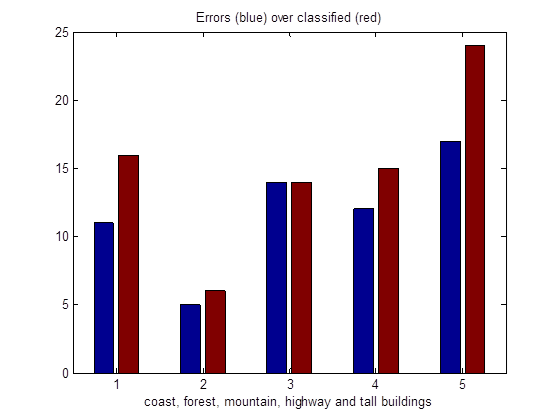 Errors (blue) over classified (red)
25
20
15
10
5
0
1 2 3 4 5
coast, forest, mountain, highway and tall buildings